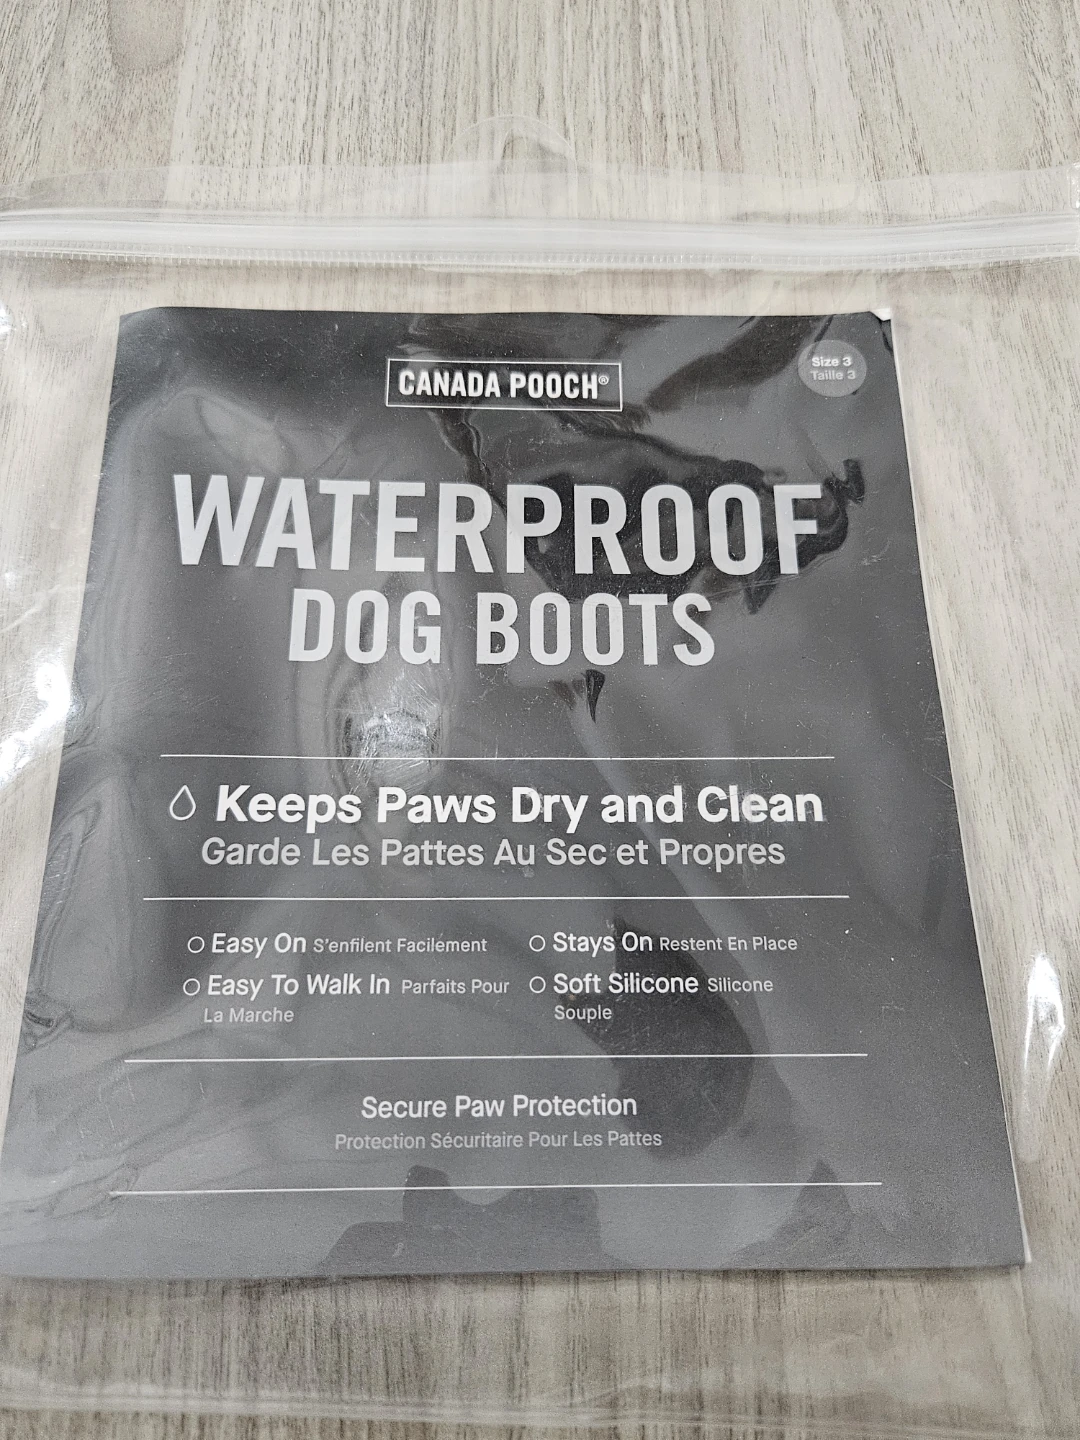 CANADA POOCH®
Size 3
Taille 3
WATERPROOF
DOG BOOTS
Keeps Paws Dry and Clean
Garde Les Pattes Au Sec et Propres
Easy On S'enfilent Facilement
Stays On Restent En Place
Easy To Walk In Parfaits Pour
La Marche
Soft Silicone Silicone
Souple
Secure Paw Protection
Protection Sécuritaire Pour Les Pattes